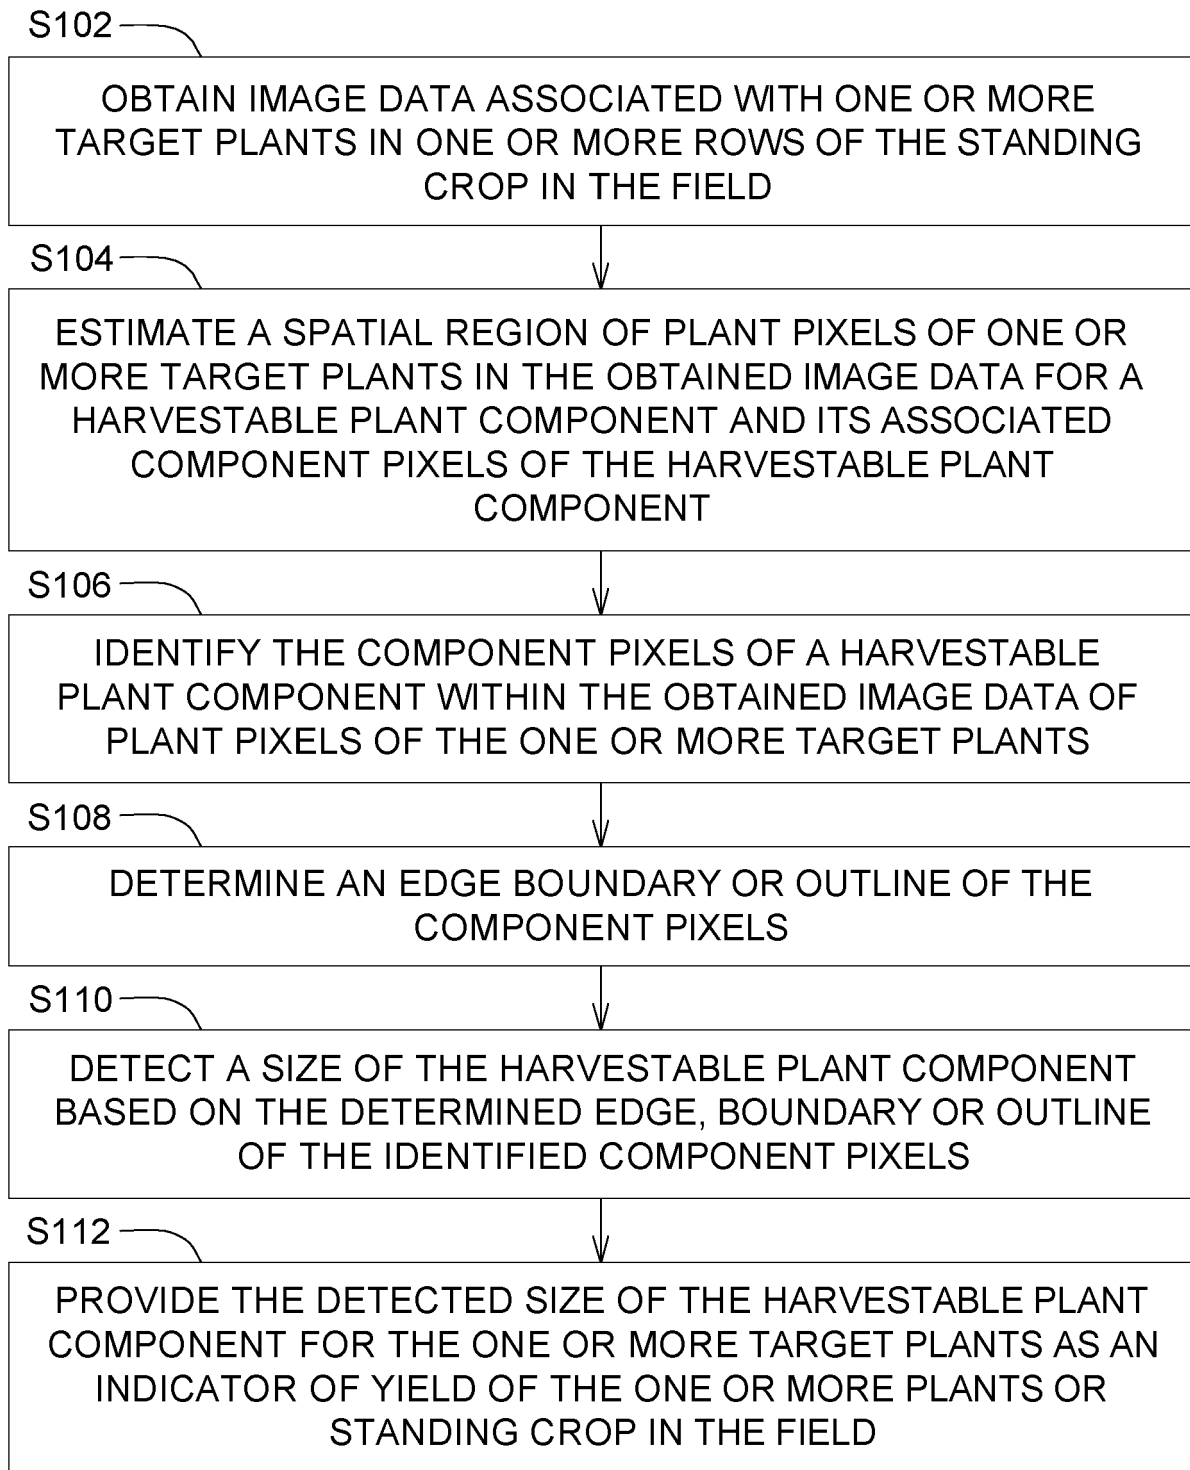 S102
OBTAIN IMAGE DATA ASSOCIATED WITH ONE OR MORE
TARGET PLANTS IN ONE OR MORE ROWS OF THE STANDING
CROP IN THE FIELD
S104
ESTIMATE A SPATIAL REGION OF PLANT PIXELS OF ONE OR
MORE TARGET PLANTS IN THE OBTAINED IMAGE DATA FOR A
HARVESTABLE PLANT COMPONENT AND ITS ASSOCIATED
COMPONENT PIXELS OF THE HARVESTABLE PLANT
COMPONENT
S106
IDENTIFY THE COMPONENT PIXELS OF A HARVESTABLE
PLANT COMPONENT WITHIN THE OBTAINED IMAGE DATA OF
PLANT PIXELS OF THE ONE OR MORE TARGET PLANTS
S108
DETERMINE AN EDGE BOUNDARY OR OUTLINE OF THE
COMPONENT PIXELS
S110
DETECT A SIZE OF THE HARVESTABLE PLANT COMPONENT
BASED ON THE DETERMINED EDGE, BOUNDARY OR OUTLINE
OF THE IDENTIFIED COMPONENT PIXELS
S112
PROVIDE THE DETECTED SIZE OF THE HARVESTABLE PLANT
COMPONENT FOR THE ONE OR MORE TARGET PLANTS AS AN
INDICATOR OF YIELD OF THE ONE OR MORE PLANTS OR
STANDING CROP IN THE FIELD